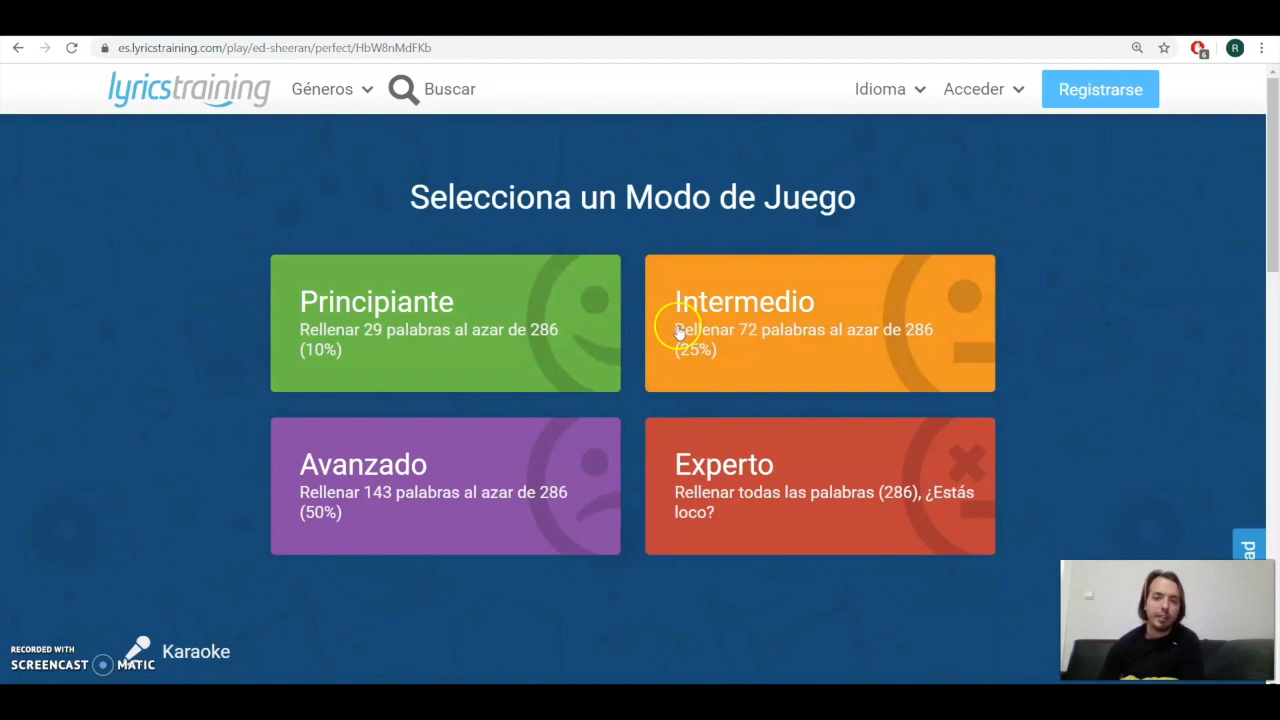 es.lyricstraining.com/play/ed-sheeran/perfect/HbW8nMdFKb
6
R
lyricstraining
Géneros
Buscar
Idioma
Acceder
Registrarse
Selecciona un Modo de Juego
Principiante
Rellenar 29 palabras al azar de 286
(10%)
Intermedio
Rellenar 72 palabras al azar de 286
(25%)
Avanzado
Rellenar 143 palabras al azar de 286
(50%)
Experto
Rellenar todas las palabras (286), ¿Estás
loco?
ad
Karaoke
RECORDED WITH
SCREENCAST MATIC